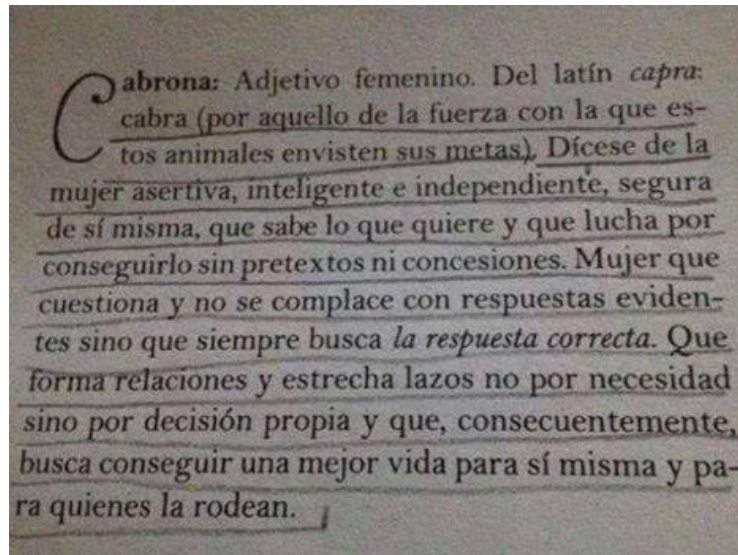 Cabrona: Adjetivo femenino. Del latín capra:
cabra (por aquello de la fuerza con la que es-
tos animales envisten sus metas). Dícese de la
mujer asertiva, inteligente e independiente, segura
de sí misma, que sabe lo que quiere y que lucha por
conseguirlo sin pretextos ni concesiones. Mujer que
cuestiona y no se complace con respuestas eviden-
tes sino que siempre busca la respuesta correcta. Que
forma relaciones y estrecha lazos no por necesidad
sino por decisión propia y que, consecuentemente,
busca conseguir una mejor vida para sí misma y pa-
ra quienes la rodean.